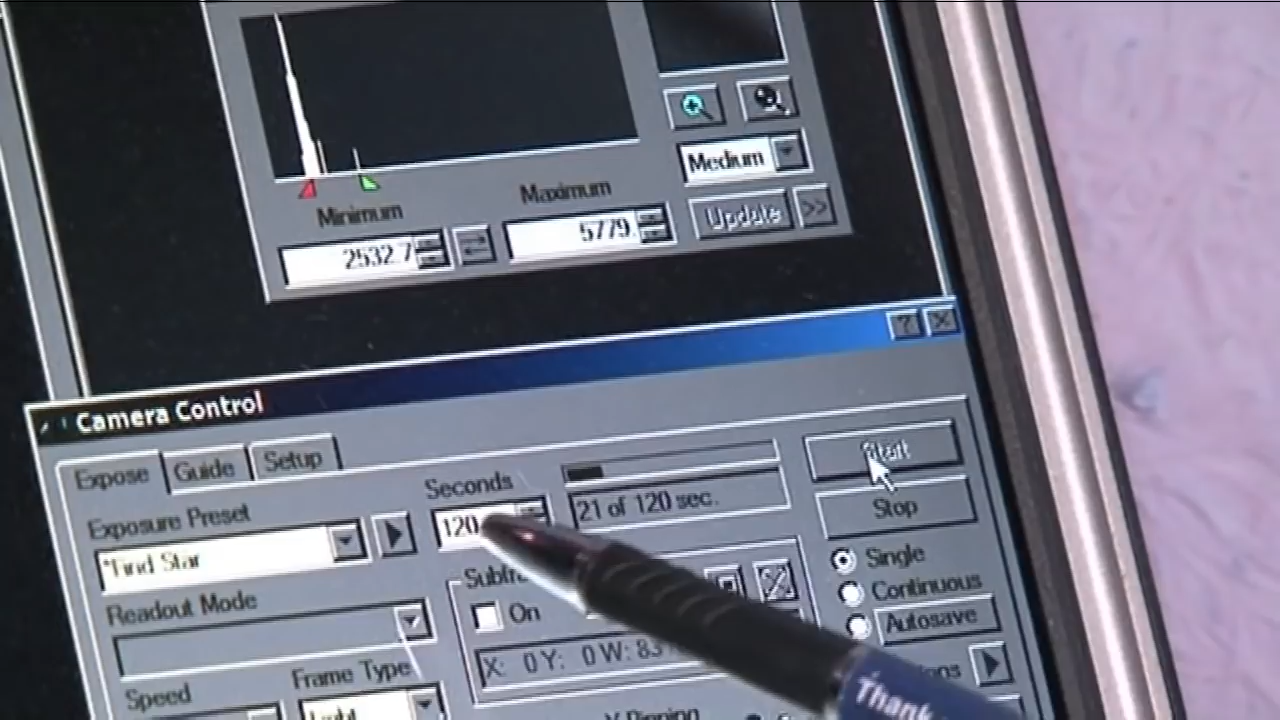 Medium
Minimum
Maximum
Update >>
2532.7
5779.
? X
Camera Control
Expose Guide Setup
Exposure Preset
Seconds
Start
*Find Star
120
21 of 120 sec.
Stop
Single
Readout Mode
On
Continuous
Autosave
X: 0 Y: 0 W: 83
Speed
Frame Type
Light
Thank